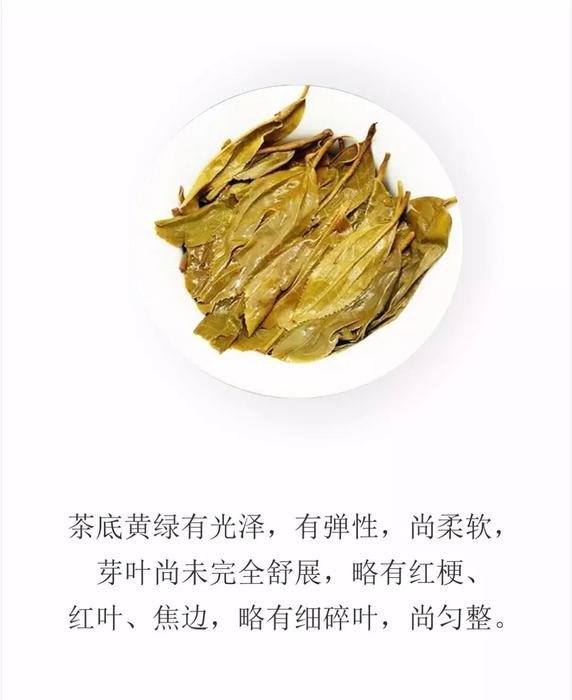 茶底黄绿有光泽，有弹性，尚柔软，
芽叶尚未完全舒展，略有红梗、
红叶、焦边，略有细碎叶，尚匀整。